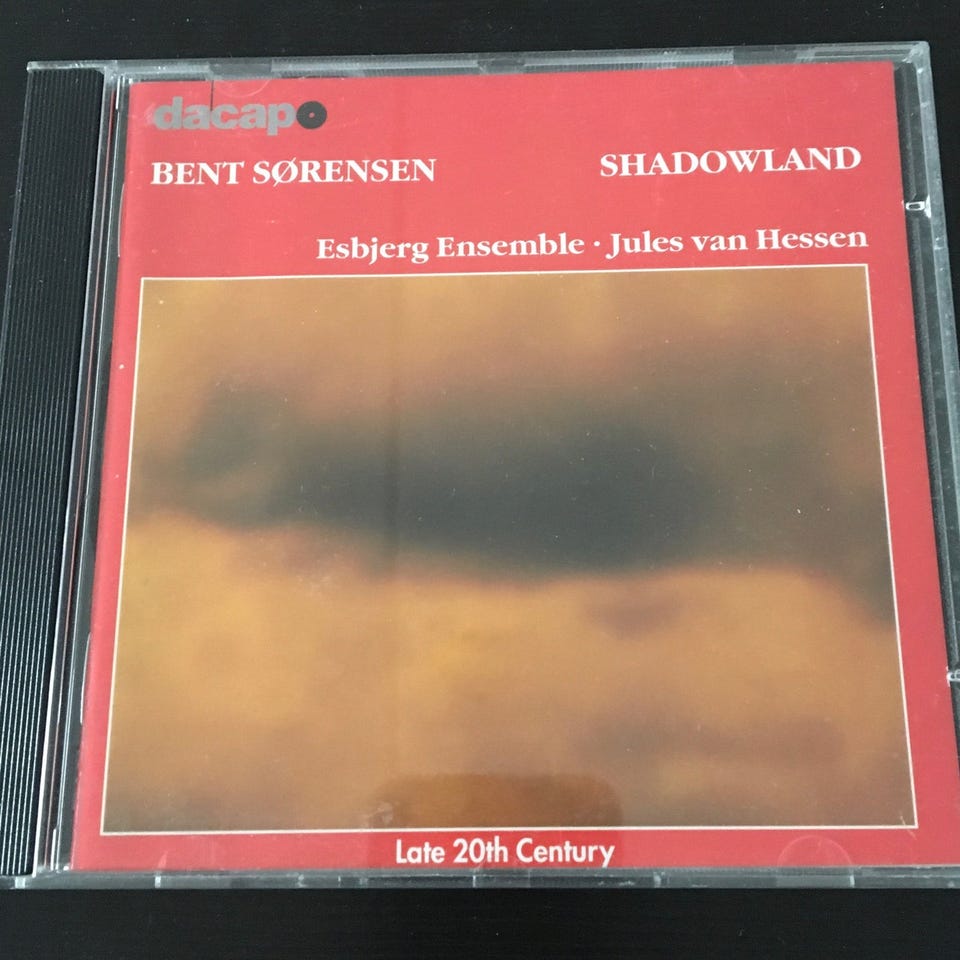 dacapo
BENT SØRENSEN SHADOWLAND
Esbjerg Ensemble · Jules van Hessen
Late 20th Century